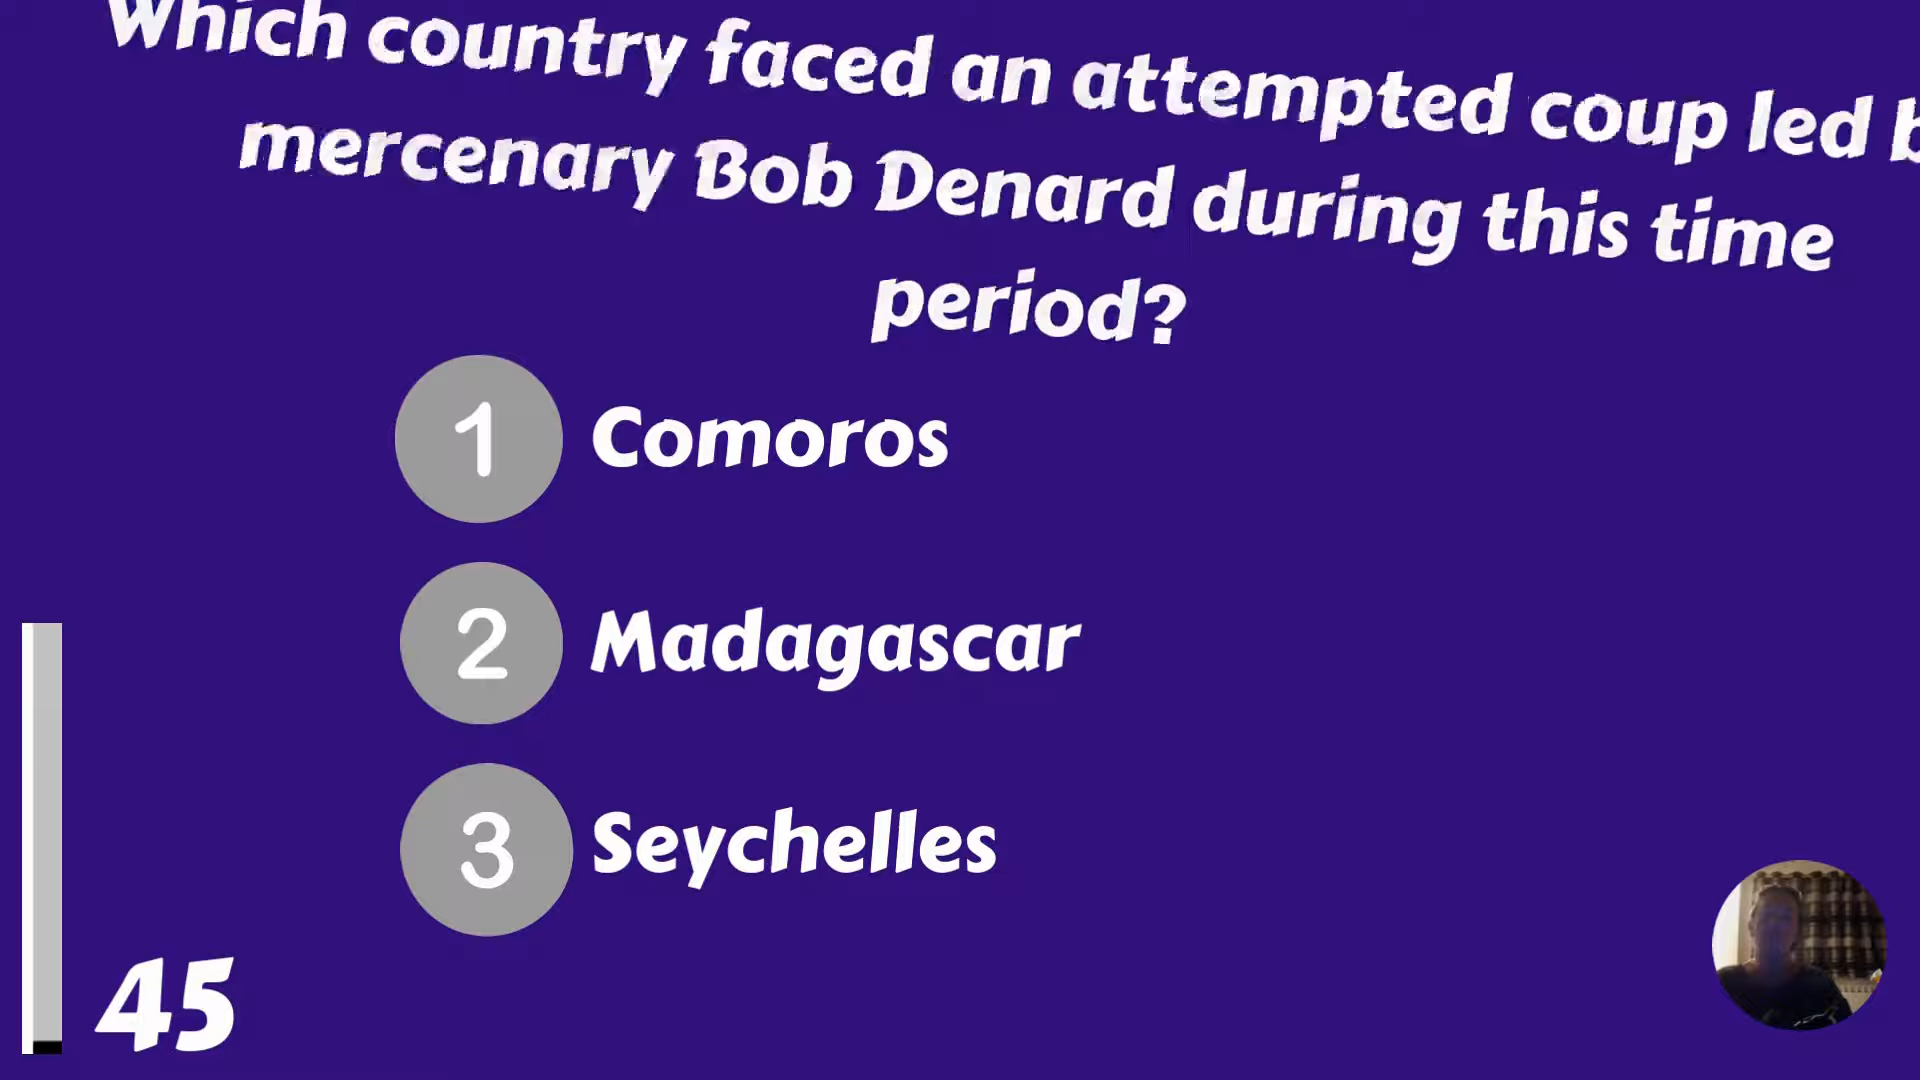 Which country faced an attempted coup led b
mercenary Bob Denard during this time
period?
1 Comoros
2 Madagascar
3 Seychelles
45